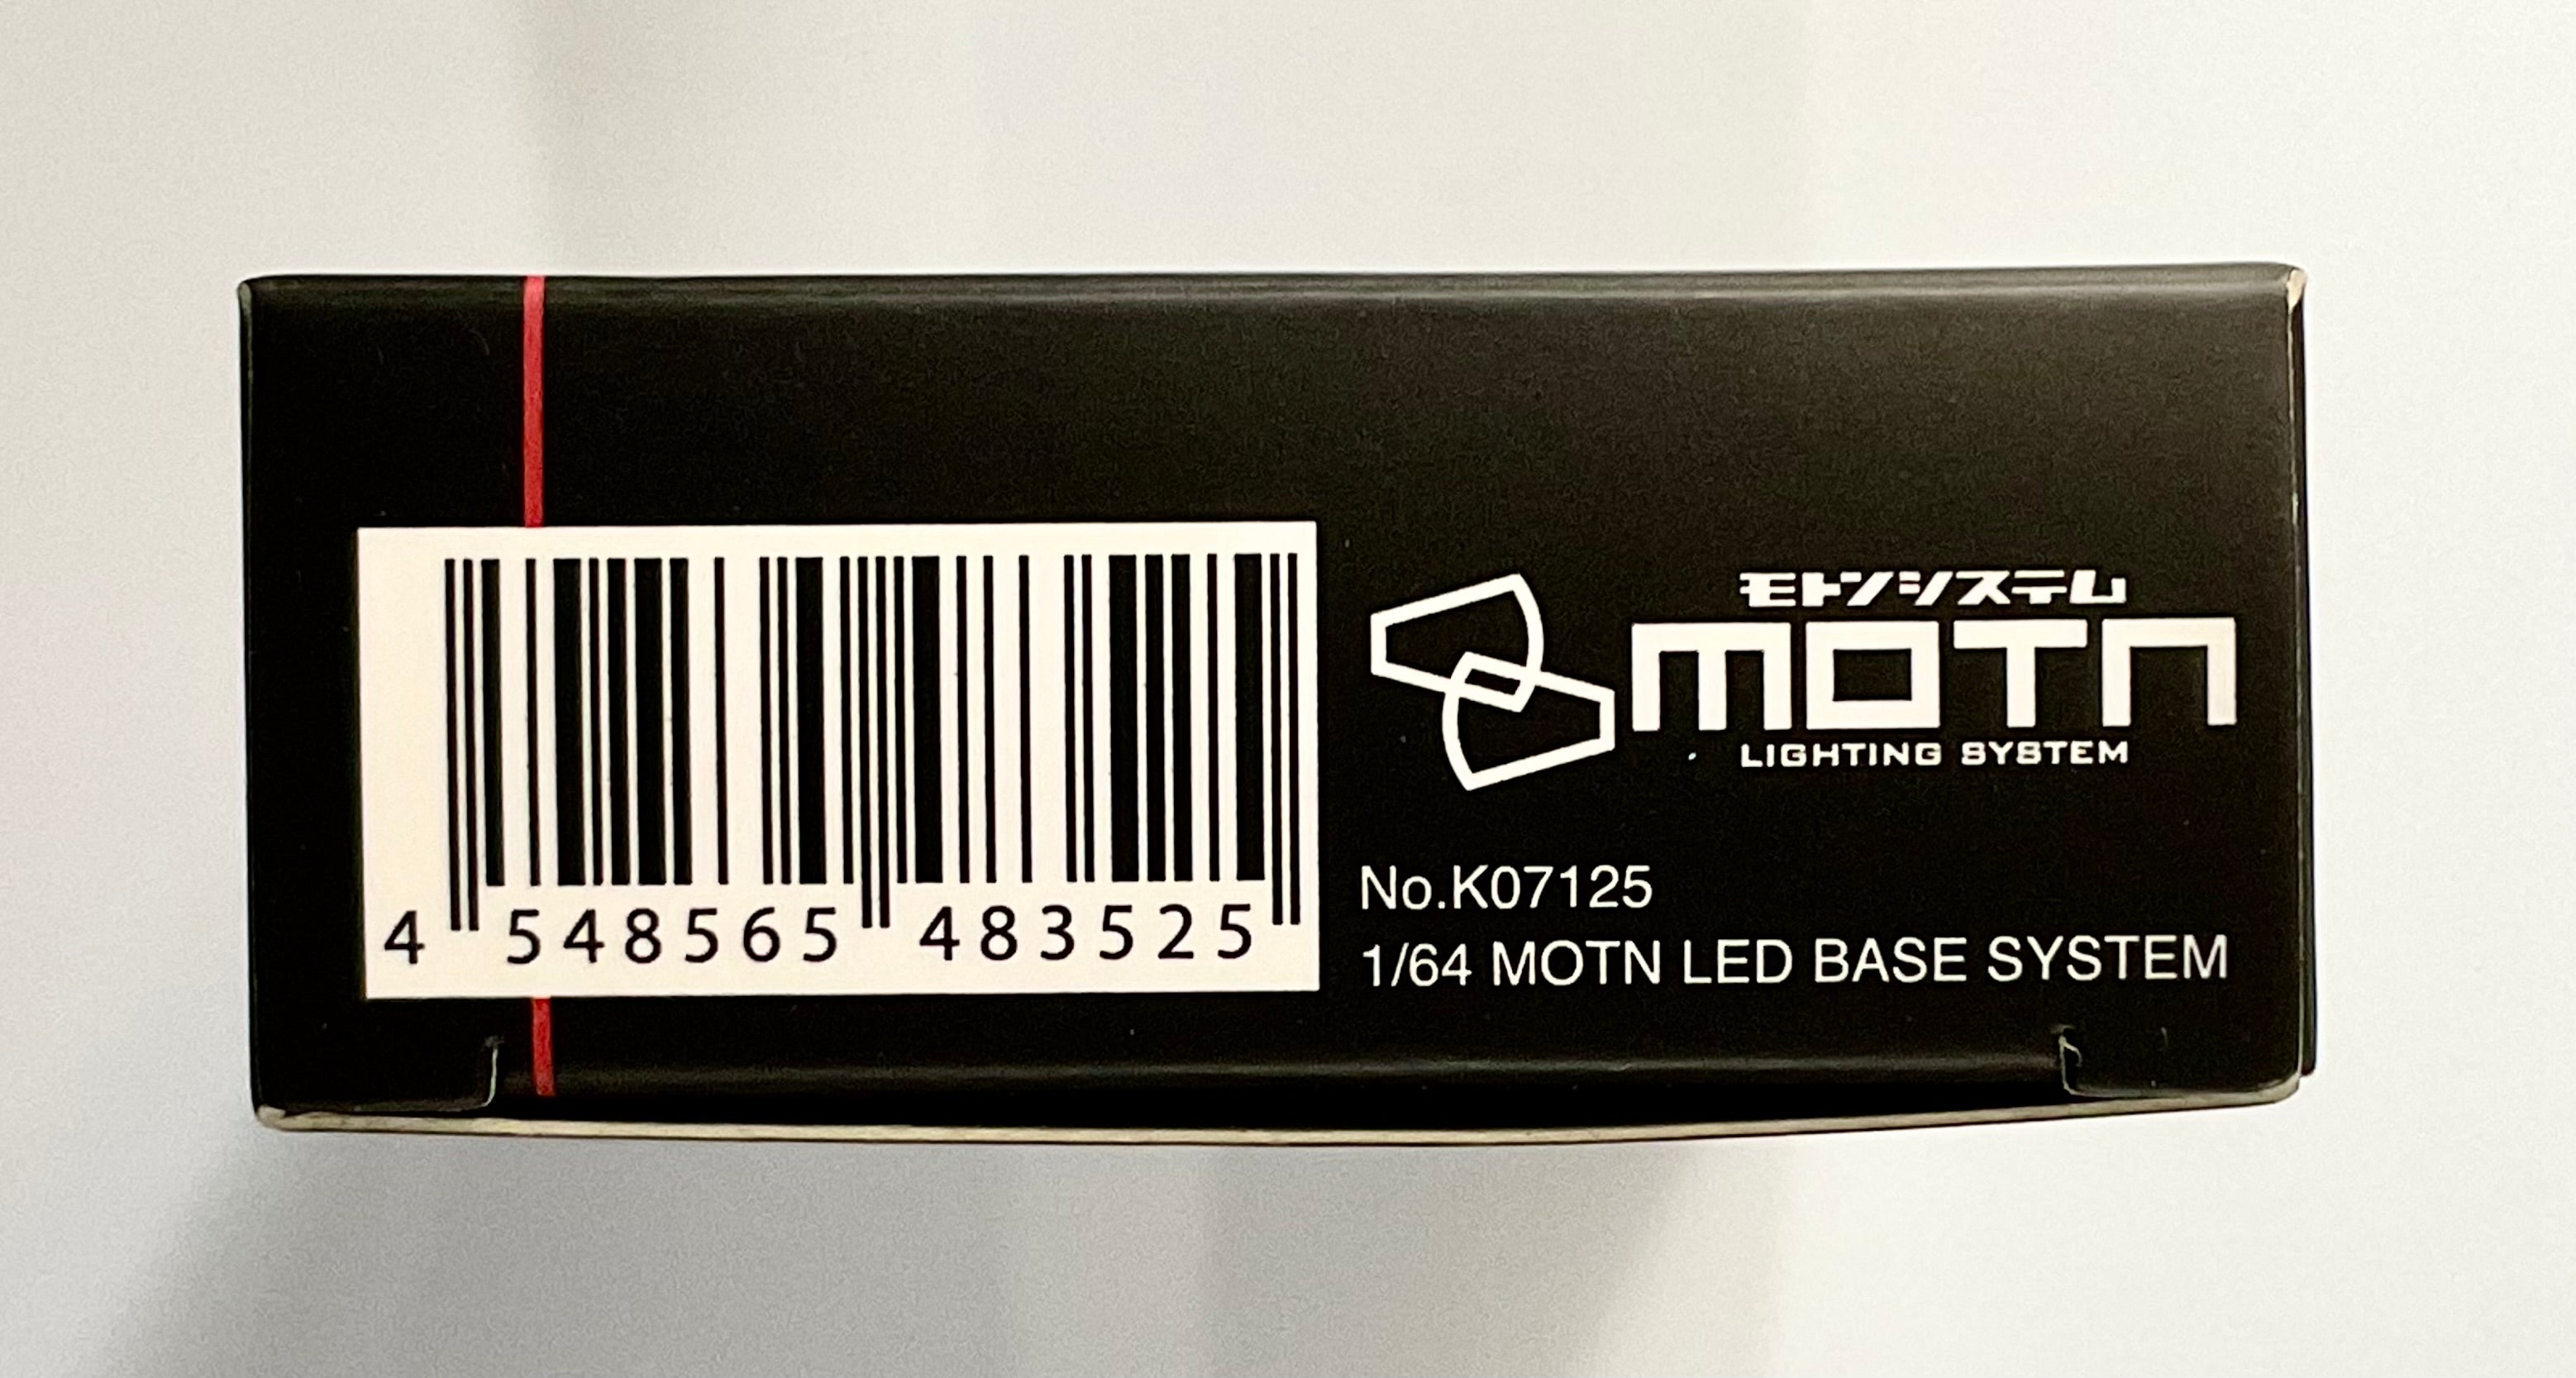 モトンシステム
MOTN
LIGHTING SYSTEM
No.K07125
1/64 MOTN LED BASE SYSTEM
4 548565 483525